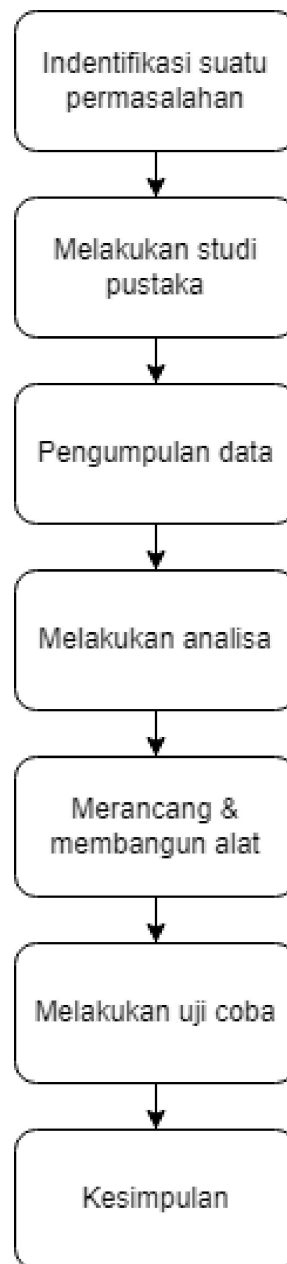 Indentifikasi suatu
permasalahan
Melakukan studi
pustaka
Pengumpulan data
Melakukan analisa
Merancang &
membangun alat
Melakukan uji coba
Kesimpulan